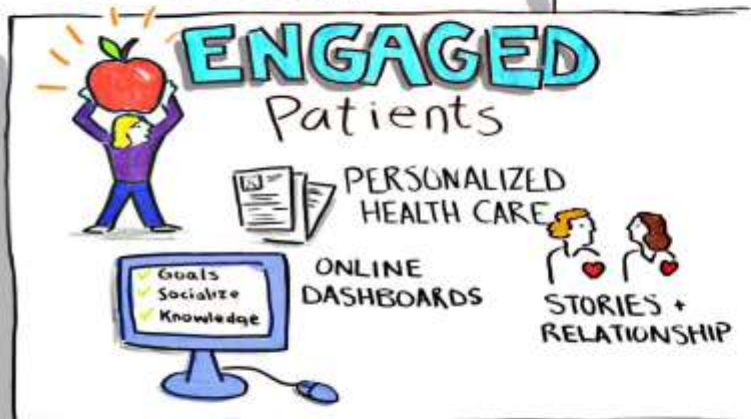 ENGAGED
Patients
PERSONALIZED
HEALTH CARE
Goals
Socialize
Knowledge
ONLINE
DASHBOARDS
STORIES +
RELATIONSHIP